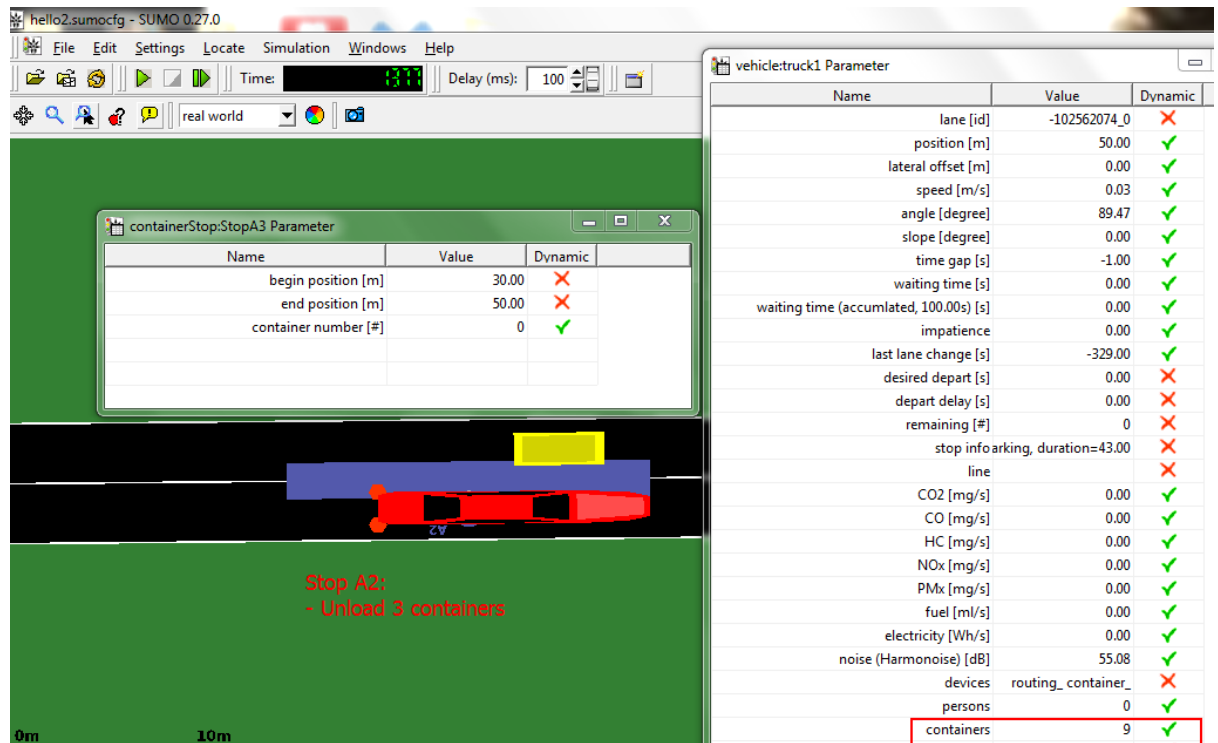 hello2.sumocfg - SUMO 0.27.0
File Edit Settings Locate Simulation Windows Help
Time: 1377 Delay (ms): 100
real world
containerStop:StopA3 Parameter
Name Value Dynamic
begin position [m] 30.00
end position [m] 50.00
container number [#] 0
A2
Stop A2:
- Unload 3 containers
0m 10m
vehicle:truck1 Parameter
Name Value Dynamic
lane [id] -102562074_0
position [m] 50.00
lateral offset [m] 0.00
speed [m/s] 0.03
angle [degree] 89.47
slope [degree] 0.00
time gap [s] -1.00
waiting time [s] 0.00
waiting time (accumlated, 100.00s) [s] 0.00
impatience 0.00
last lane change [s] -329.00
desired depart [s] 0.00
depart delay [s] 0.00
remaining [#] 0
stop info arking, duration=43.00
line
CO2 [mg/s] 0.00
CO [mg/s] 0.00
HC [mg/s] 0.00
NOx [mg/s] 0.00
PMx [mg/s] 0.00
fuel [ml/s] 0.00
electricity [Wh/s] 0.00
noise (Harmonoise) [dB] 55.08
devices routing_ container_
persons 0
containers 9